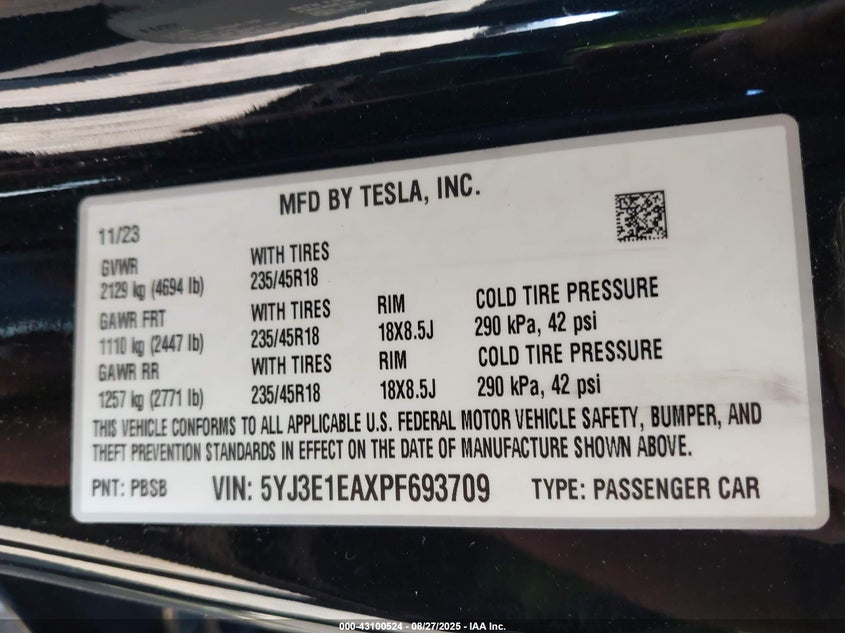 MFD BY TESLA, INC.
11/23
GVWR WITH TIRES
2129 kg (4694 lb) 235/45R18
GAWR FRT WITH TIRES RIM COLD TIRE PRESSURE
1110 kg (2447 lb) 235/45R18 18X8.5J 290 kPa, 42 psi
GAWR RR WITH TIRES RIM COLD TIRE PRESSURE
1257 kg (2771 lb) 235/45R18 18X8.5J 290 kPa, 42 psi
THIS VEHICLE CONFORMS TO ALL APPLICABLE U.S. FEDERAL MOTOR VEHICLE SAFETY, BUMPER, AND
THEFT PREVENTION STANDARDS IN EFFECT ON THE DATE OF MANUFACTURE SHOWN ABOVE.
PNT: PBSB VIN: 5YJ3E1EAXPF693709 TYPE: PASSENGER CAR
000-43100524 - 08/27/2025 - IAA Inc.